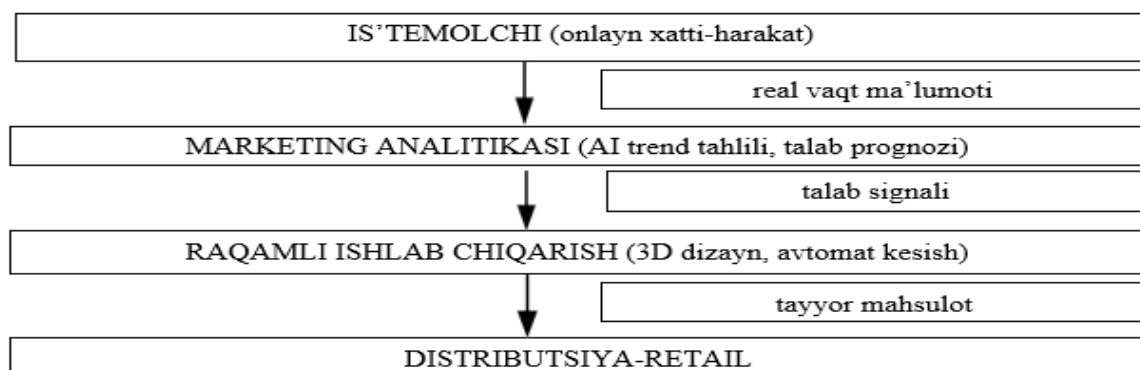 IS’TEMOLCHI (onlayn xatti-harakat)
real vaqt ma’lumoti
MARKETING ANALITIKASI (AI trend tahlili, talab prognozi)
talab signali
RAQAMLI ISHLAB CHIQARISH (3D dizayn, avtomat kesish)
tayyor mahsulot
DISTRIBUTSIYA-RETAIL